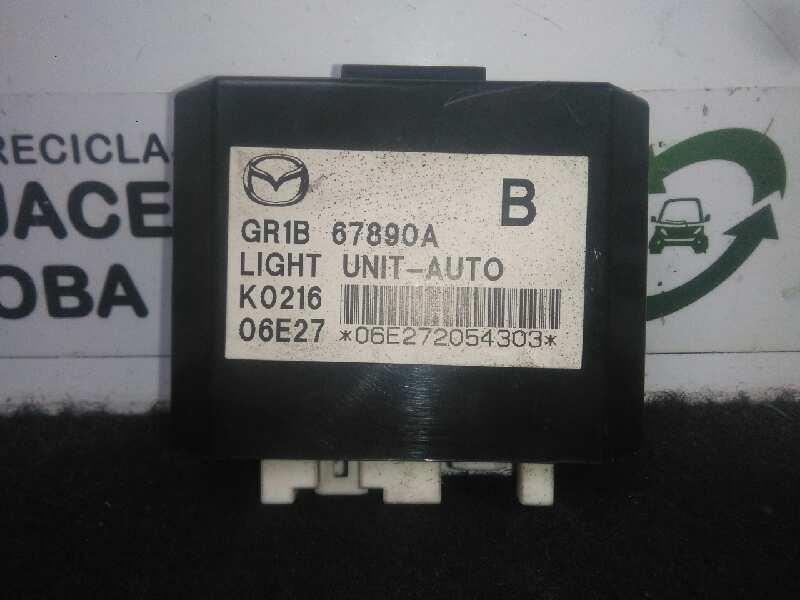 RECICLA
JACE
OBA
B
GR1B 67890A
LIGHT UNIT-AUTO
K0216
06E27 *06E272054303*